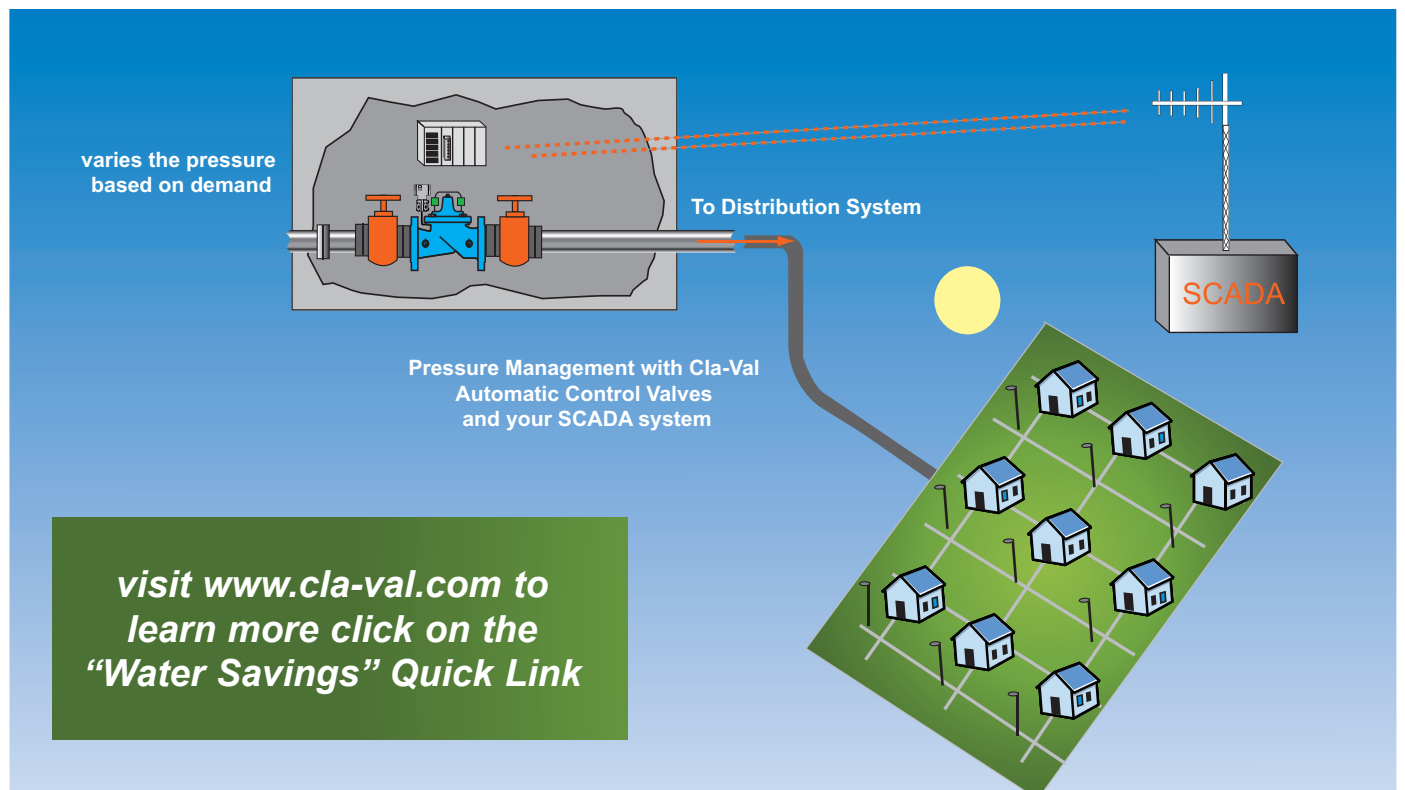 varies the pressure
based on demand
To Distribution System
SCADA
Pressure Management with Cla-Val
Automatic Control Valves
and your SCADA system
visit www.cla-val.com to
learn more click on the
“Water Savings” Quick Link